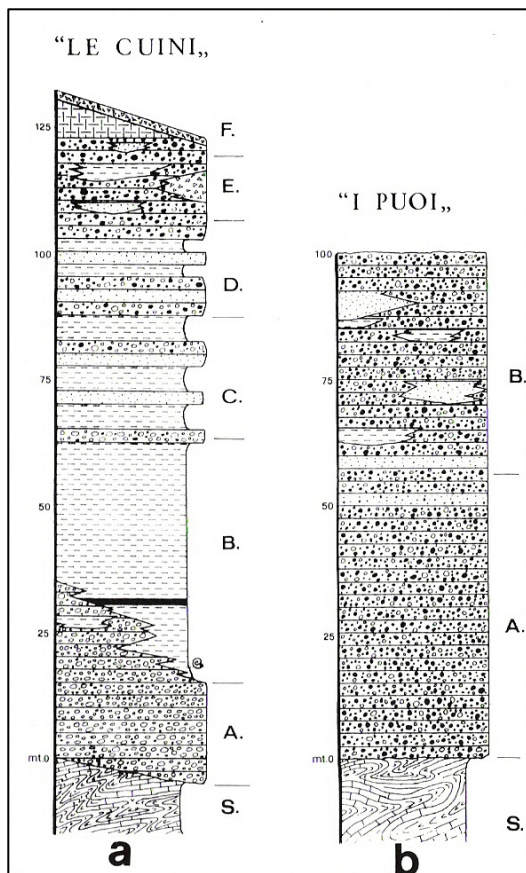 “LE CUINI„
125
F.
E.
100
D.
75
C.
50
B.
25
A.
mt.0
S.
a
“I PUOI„
100
B.
75
50
A.
25
mt.0
S.
b